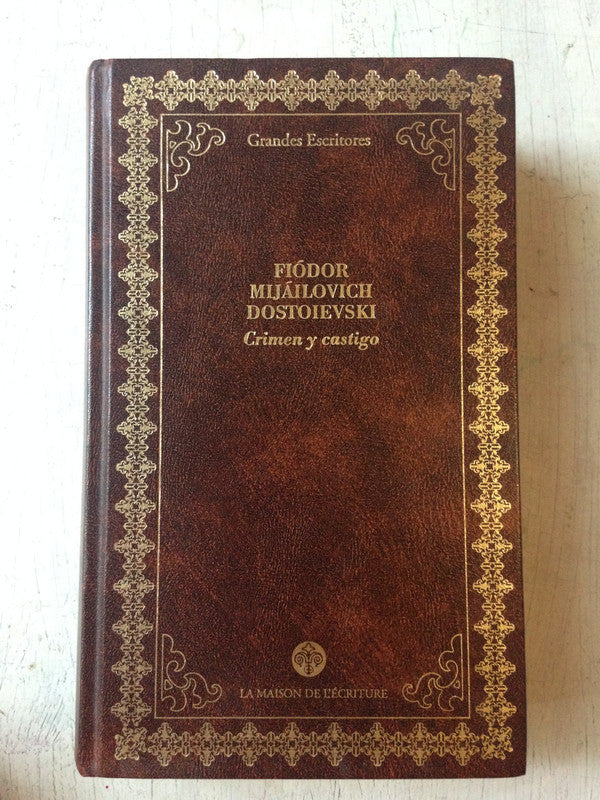 Grandes Escritores
FIÓDOR
MIJÁILOVICH
DOSTOIEVSKI
Crimen y castigo
LA MAISON DE L'ÉCRITURE